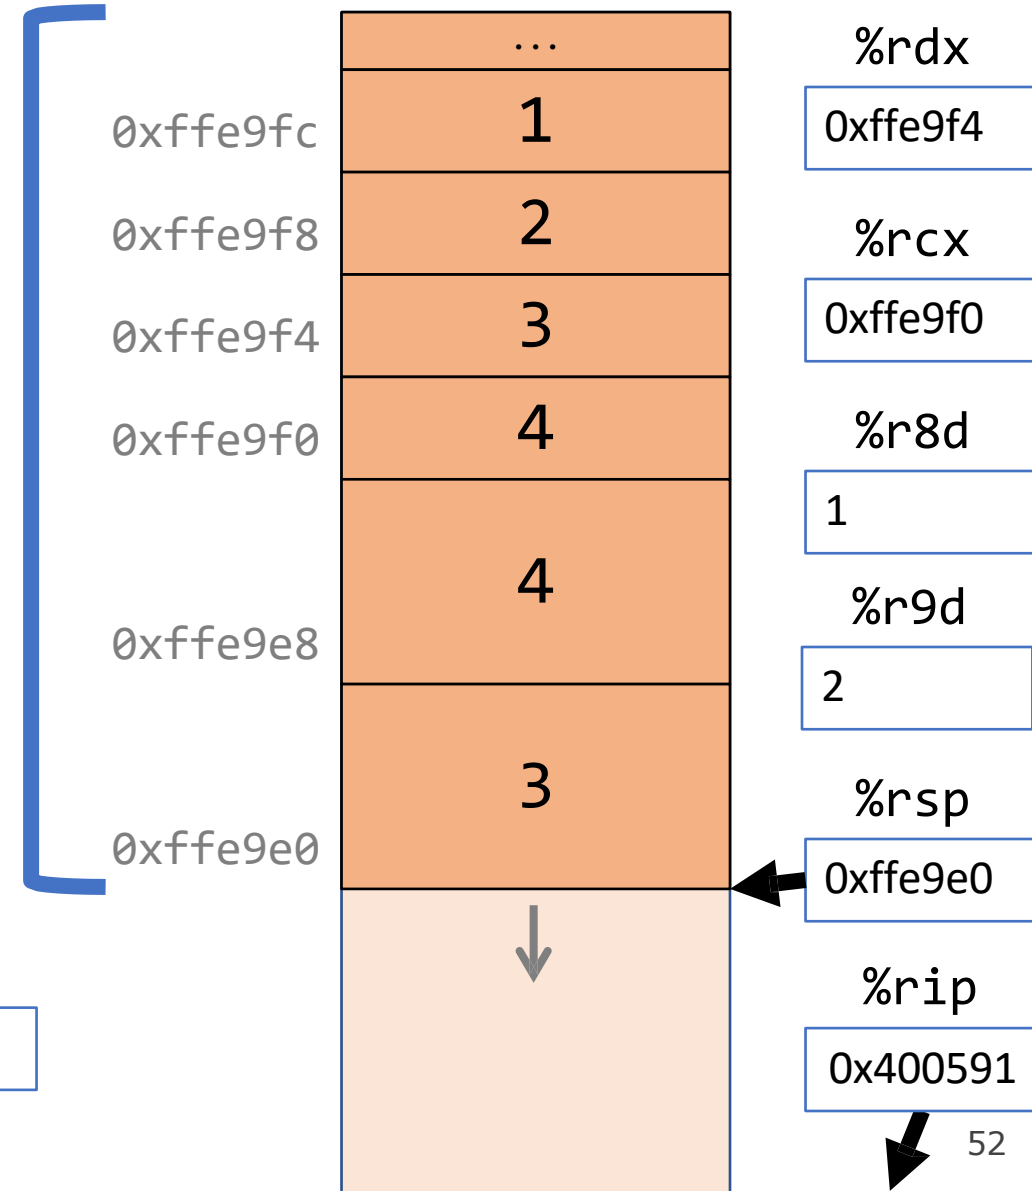 ...
0xffe9fc
1
0xffe9f8
2
0xffe9f4
3
0xffe9f0
4
0xffe9e8
4
0xffe9e0
3
%rdx
0xffe9f4
%rcx
0xffe9f0
%r8d
1
%r9d
2
%rsp
0xffe9e0
%rip
0x400591
52